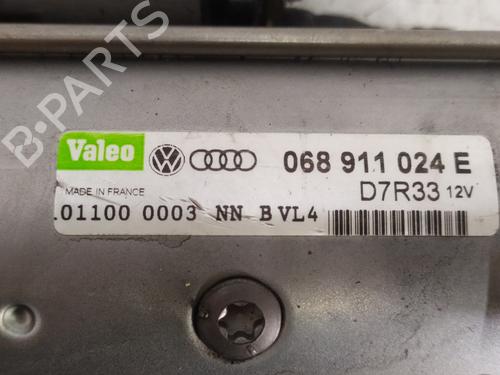 B-PARTS
Valeo
068 911 024 E
MADE IN FRANCE
D7R33 12V
.01100 0003 NN B VL4